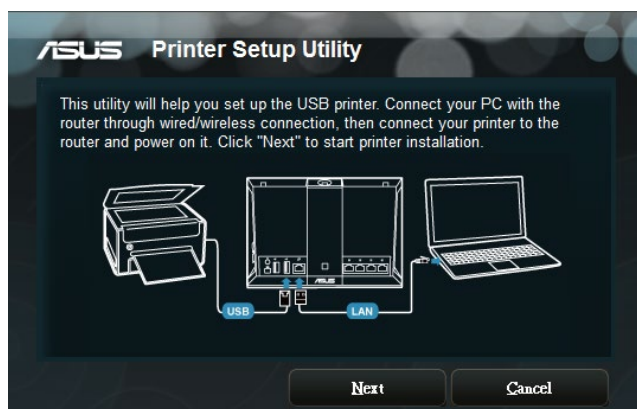 ASUS Printer Setup Utility
This utility will help you set up the USB printer. Connect your PC with the
router through wired/wireless connection, then connect your printer to the
router and power on it. Click "Next" to start printer installation.
ASUS
USB
LAN
Next
Cancel